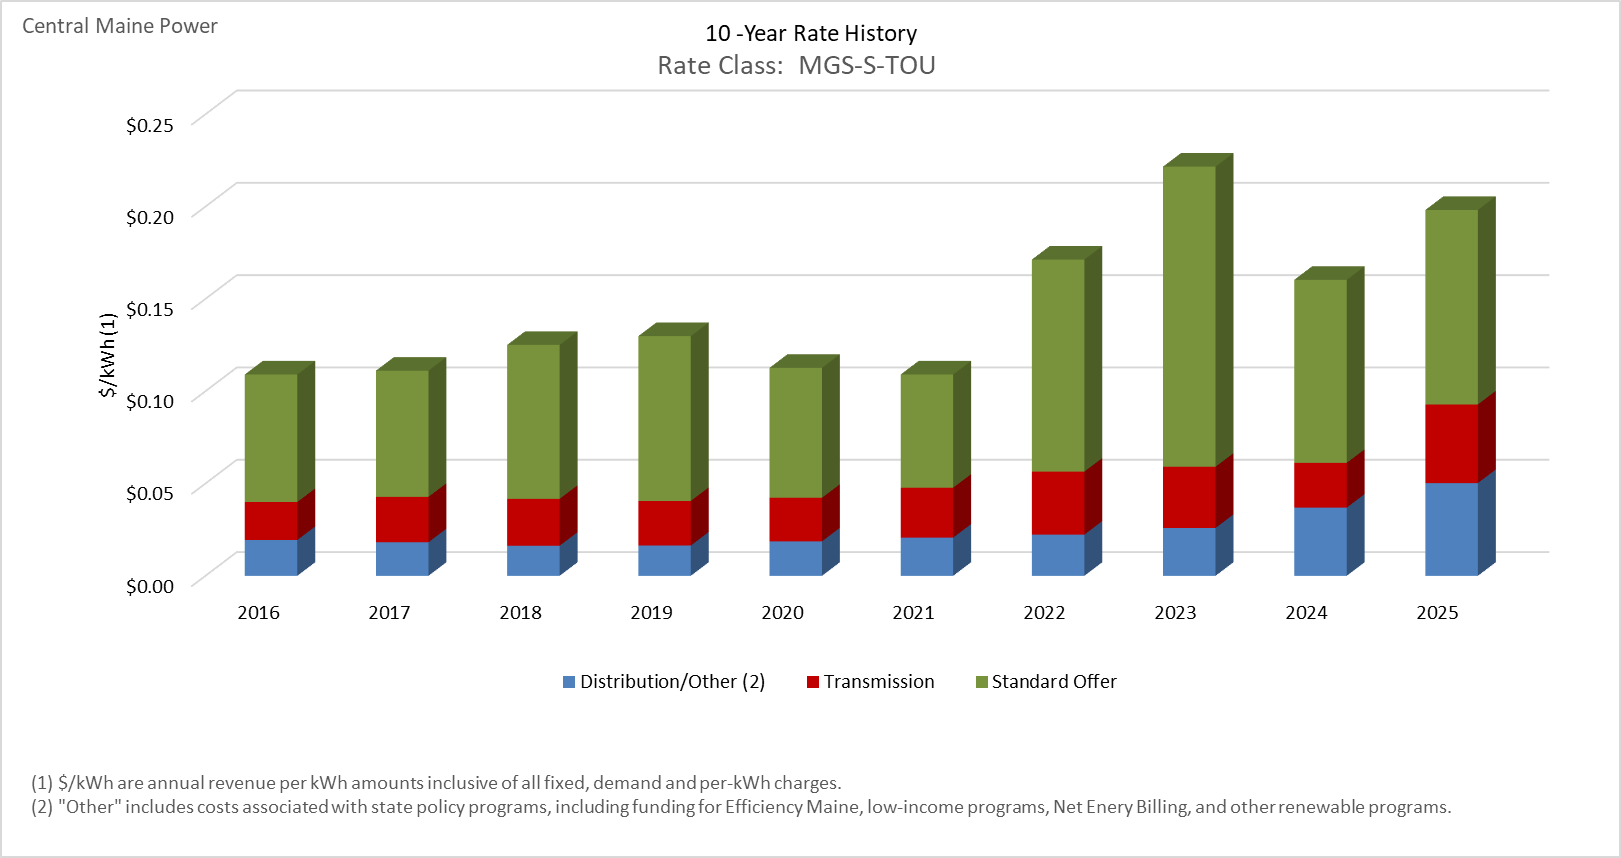 Central Maine Power
10 -Year Rate History
Rate Class:  MGS-S-TOU
$0.25
$0.20
$0.15
$0.10
$0.05
$0.00
$/kWh(1)
2016 2017 2018 2019 2020 2021 2022 2023 2024 2025
Distribution/Other (2) Transmission Standard Offer
(1) $/kWh are annual revenue per kWh amounts inclusive of all fixed, demand and per-kWh charges.
(2) "Other" includes costs associated with state policy programs, including funding for Efficiency Maine, low-income programs, Net Enery Billing, and other renewable programs.